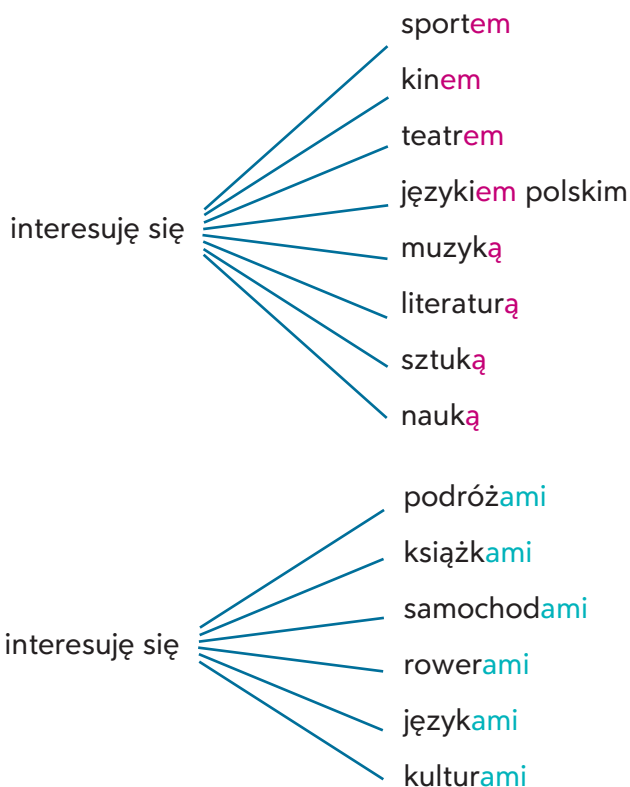 sportem
kinem
teatrem
językiem polskim
interesuję się
muzyką
literaturą
sztuką
nauką
podróżami
książkami
samochodami
interesuję się
rowerami
językami
kulturami